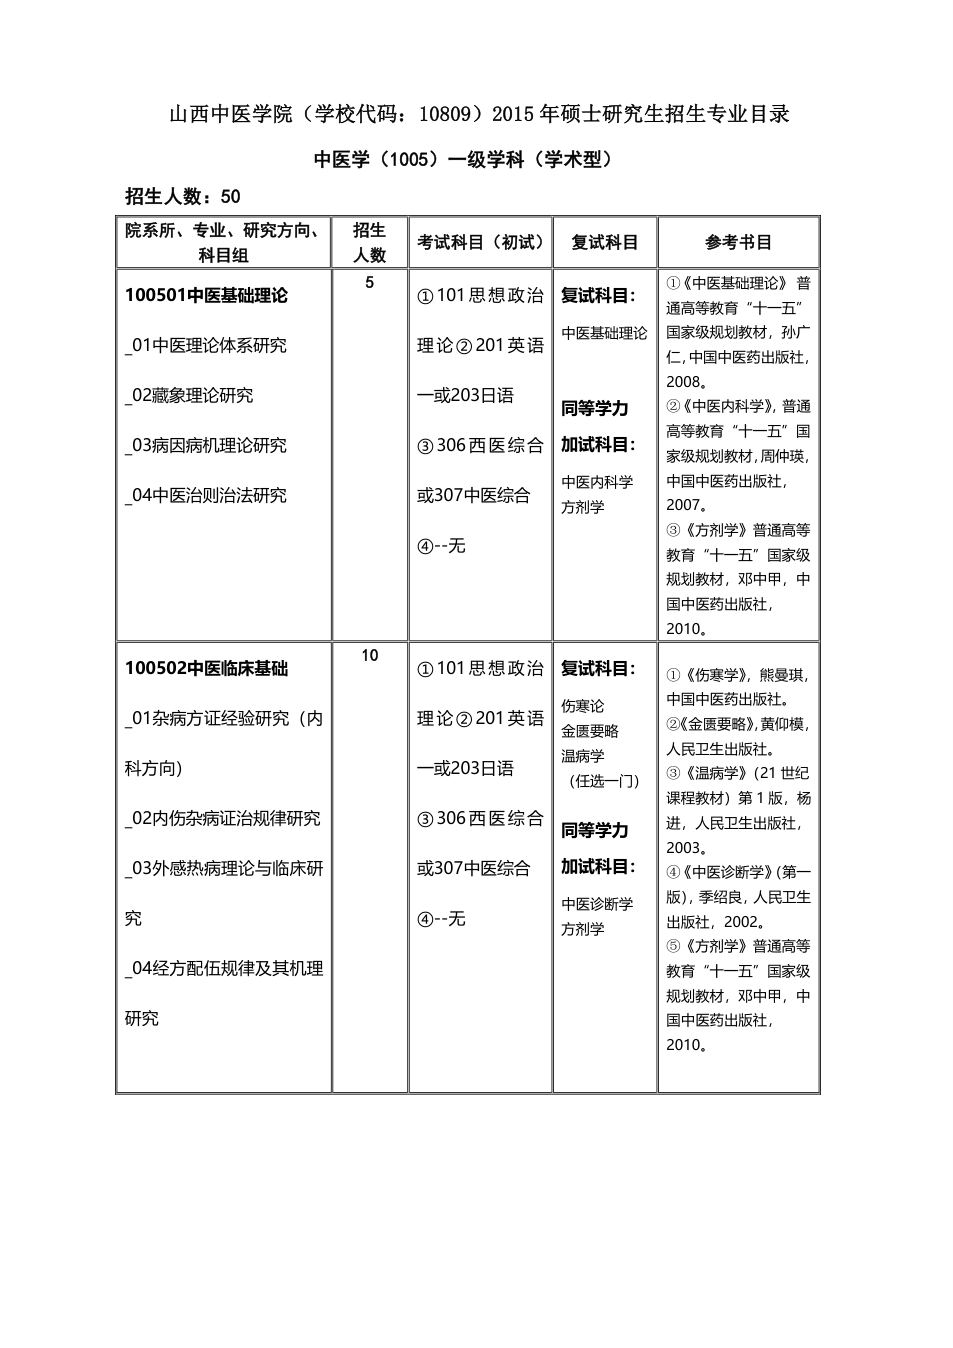 山西中医学院（学校代码：10809）2015 年硕士研究生招生专业目录
中医学（1005）一级学科（学术型）
招生人数：50
院系所、专业、研究方向、
科目组
招生
人数
考试科目（初试）
复试科目
参考书目
100501中医基础理论
_01中医理论体系研究
_02藏象理论研究
_03病因病机理论研究
_04中医治则治法研究
5
①101思想政治
理论②201英语
一或203日语
③306西医综合
或307中医综合
④--无
复试科目：
中医基础理论
同等学力
加试科目：
中医内科学
方剂学
①《中医基础理论》 普
通高等教育“十一五”
国家级规划教材，孙广
仁，中国中医药出版社，
2008。
②《中医内科学》，普通
高等教育“十一五”国
家级规划教材，周仲瑛，
中国中医药出版社，
2007。
③《方剂学》普通高等
教育“十一五”国家级
规划教材，邓中甲，中
国中医药出版社，
2010。
100502中医临床基础
_01杂病方证经验研究（内
科方向）
_02内伤杂病证治规律研究
_03外感热病理论与临床研
究
_04经方配伍规律及其机理
研究
10
①101思想政治
理论②201英语
一或203日语
③306西医综合
或307中医综合
④--无
复试科目：
伤寒论
金匮要略
温病学
（任选一门）
同等学力
加试科目：
中医诊断学
方剂学
①《伤寒学》，熊曼琪，
中国中医药出版社。
②《金匮要略》，黄仰模，
人民卫生出版社。
③《温病学》（21 世纪
课程教材）第 1 版，杨
进，人民卫生出版社，
2003。
④《中医诊断学》（第一
版），季绍良，人民卫生
出版社，2002。
⑤《方剂学》普通高等
教育“十一五”国家级
规划教材，邓中甲，中
国中医药出版社，
2010。